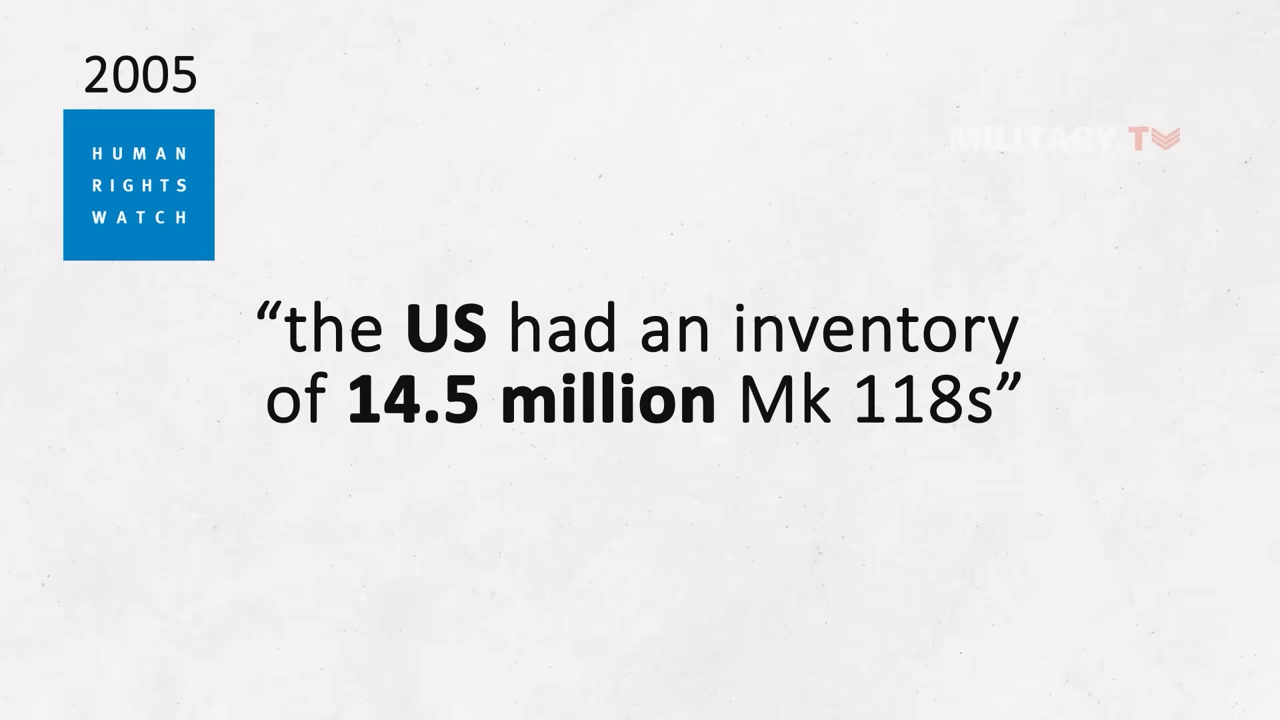 2005
HUMAN
RIGHTS
WATCH
MILITARY TV
“the US had an inventory
of 14.5 million Mk 118s”